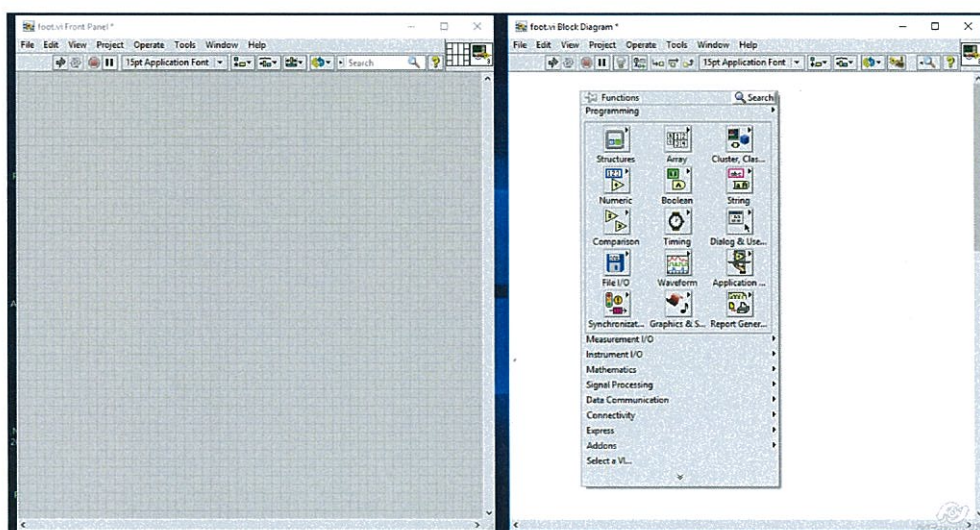 foot.vi Front Panel *
File Edit View Project Operate Tools Window Help
15pt Application Font
Search
foot.vi Block Diagram *
File Edit View Project Operate Tools Window Help
15pt Application Font
Functions
Search
Programming
Structures
Array
Cluster, Clas...
Numeric
Boolean
String
Comparison
Timing
Dialog & Use...
File I/O
Waveform
Application ...
Synchronizat...
Graphics & S...
Report Gener...
Measurement I/O
Instrument I/O
Mathematics
Signal Processing
Data Communication
Connectivity
Express
Addons
Select a VI...